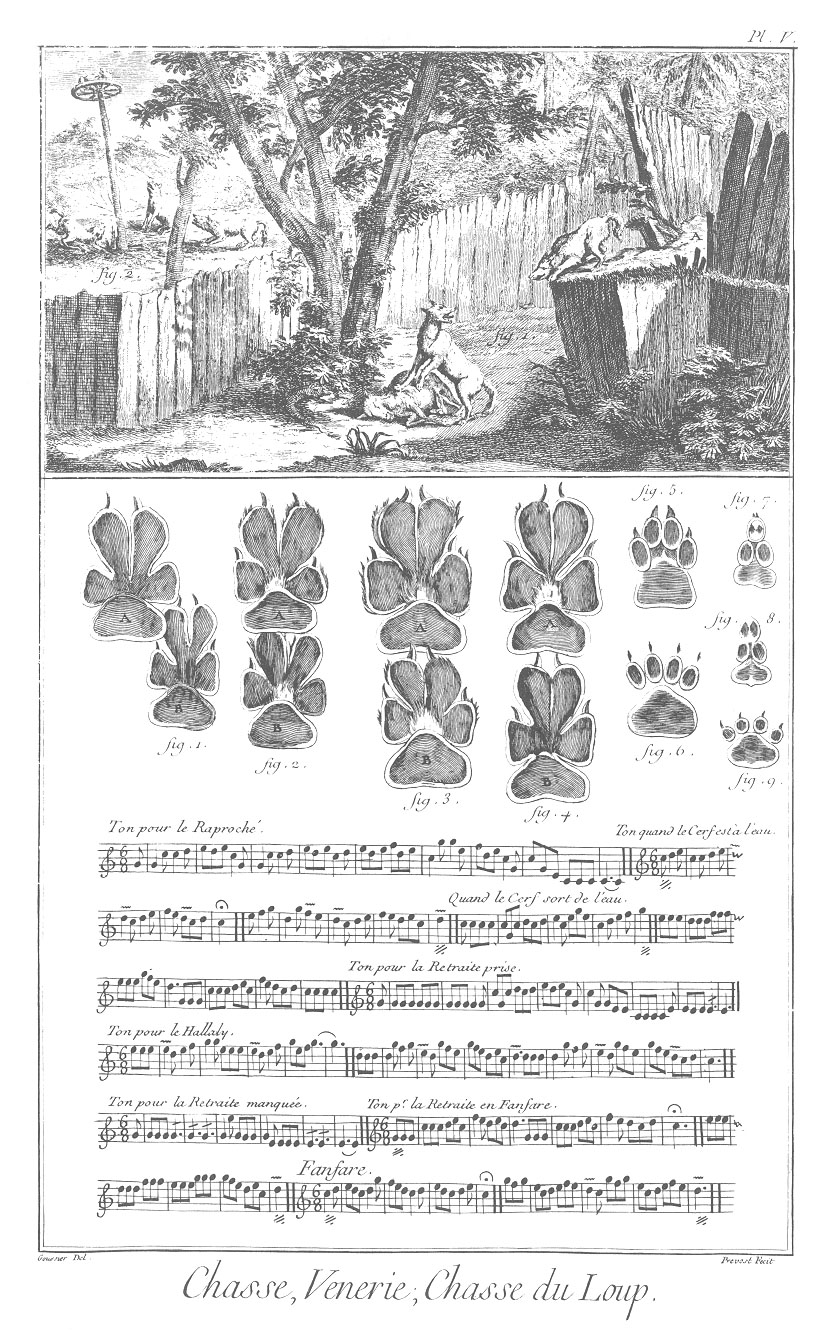 Pl. V.
fig. 2.
A
fig. 1.
fig. 5.
fig. 7.
A
A
A
A
fig. 8.
B
B
B
B
fig. 1.
fig. 2.
fig. 3.
fig. 4.
fig. 6.
fig. 9.
Ton pour le Raproché.
Ton quand le Cerf est à l'eau.
Quand le Cerf sort de l'eau.
Ton pour la Retraite prise.
Ton pour le Hallaly.
Ton pour la Retraite manquée.
Ton pr. la Retraite en Fanfare.
Fanfare.
Goussier Del.
Prevost Fecit
Chasse, Venerie; Chasse du Loup.